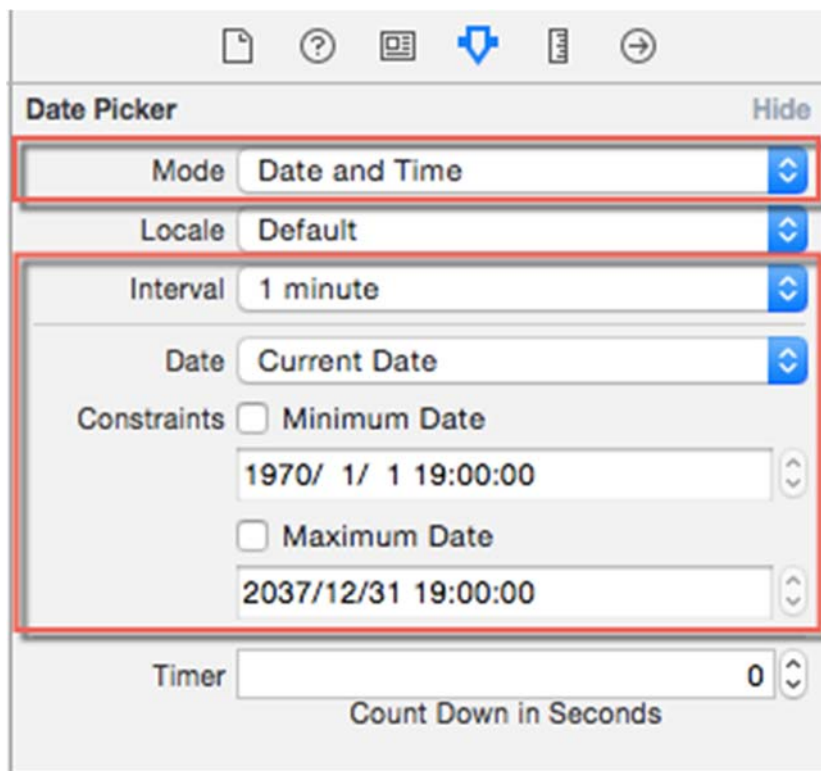 Date Picker Hide
Mode Date and Time
Locale Default
Interval 1 minute
Date Current Date
Constraints Minimum Date
1970/ 1/ 1 19:00:00
Maximum Date
2037/12/31 19:00:00
Timer 0
Count Down in Seconds